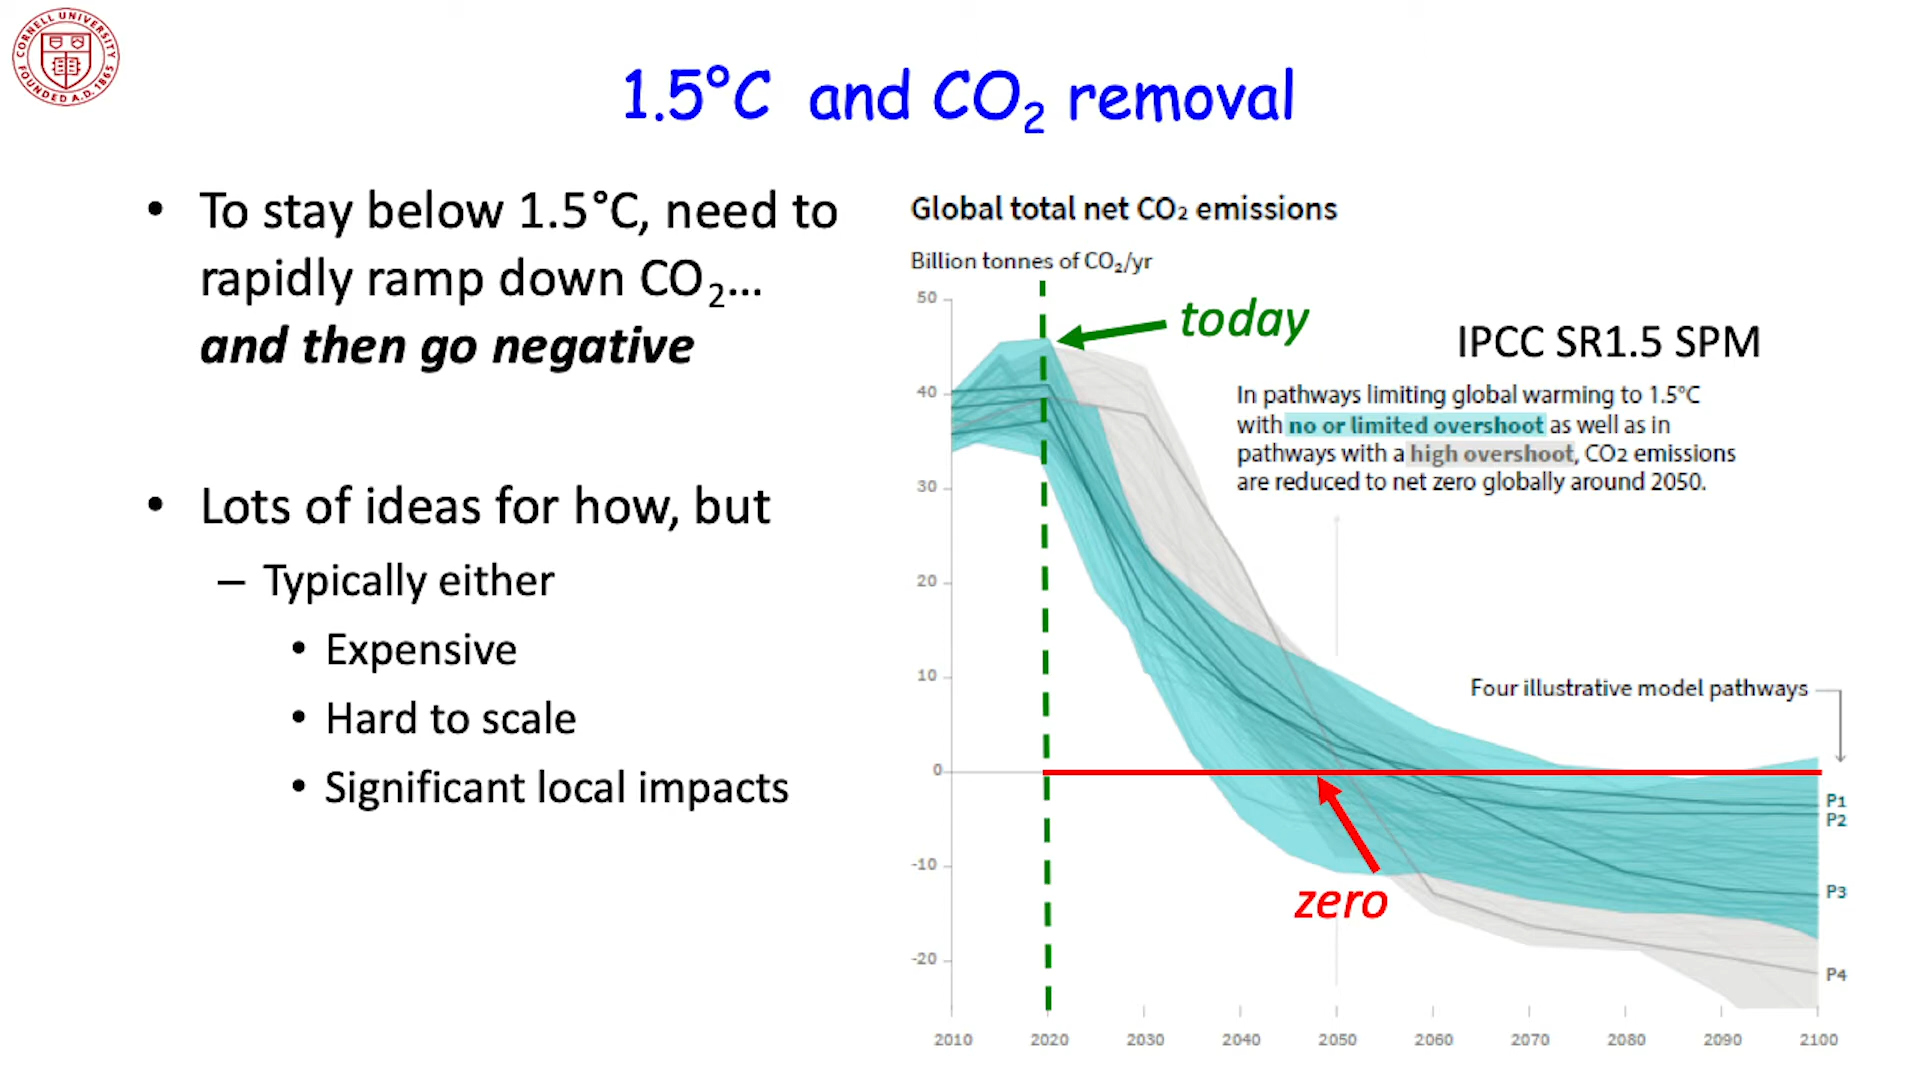 CORNELL UNIVERSITY
FOUNDED A.D. 1865
1.5°C and CO₂ removal
• To stay below 1.5°C, need to
rapidly ramp down CO₂...
and then go negative
• Lots of ideas for how, but
– Typically either
• Expensive
• Hard to scale
• Significant local impacts
Global total net CO₂ emissions
Billion tonnes of CO₂/yr
today
IPCC SR1.5 SPM
In pathways limiting global warming to 1.5°C
with no or limited overshoot as well as in
pathways with a high overshoot, CO2 emissions
are reduced to net zero globally around 2050.
Four illustrative model pathways
50
40
30
20
10
0
-10
-20
zero
P1
P2
P3
P4
2010 2020 2030 2040 2050 2060 2070 2080 2090 2100